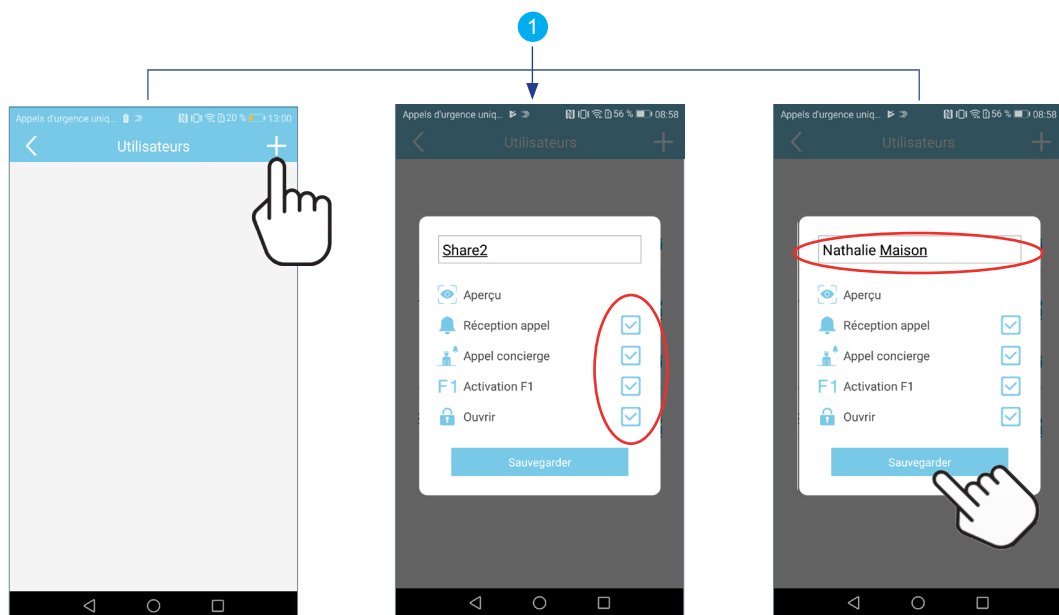 1
Appels d'urgence uniq... 20 % 13:00
Utilisateurs
Appels d'urgence uniq... 56 % 08:58
Utilisateurs
Share2
Aperçu
Réception appel
Appel concierge
F1 Activation F1
Ouvrir
Sauvegarder
Appels d'urgence uniq... 56 % 08:58
Utilisateurs
Nathalie Maison
Aperçu
Réception appel
Appel concierge
F1 Activation F1
Ouvrir
Sauvegarder